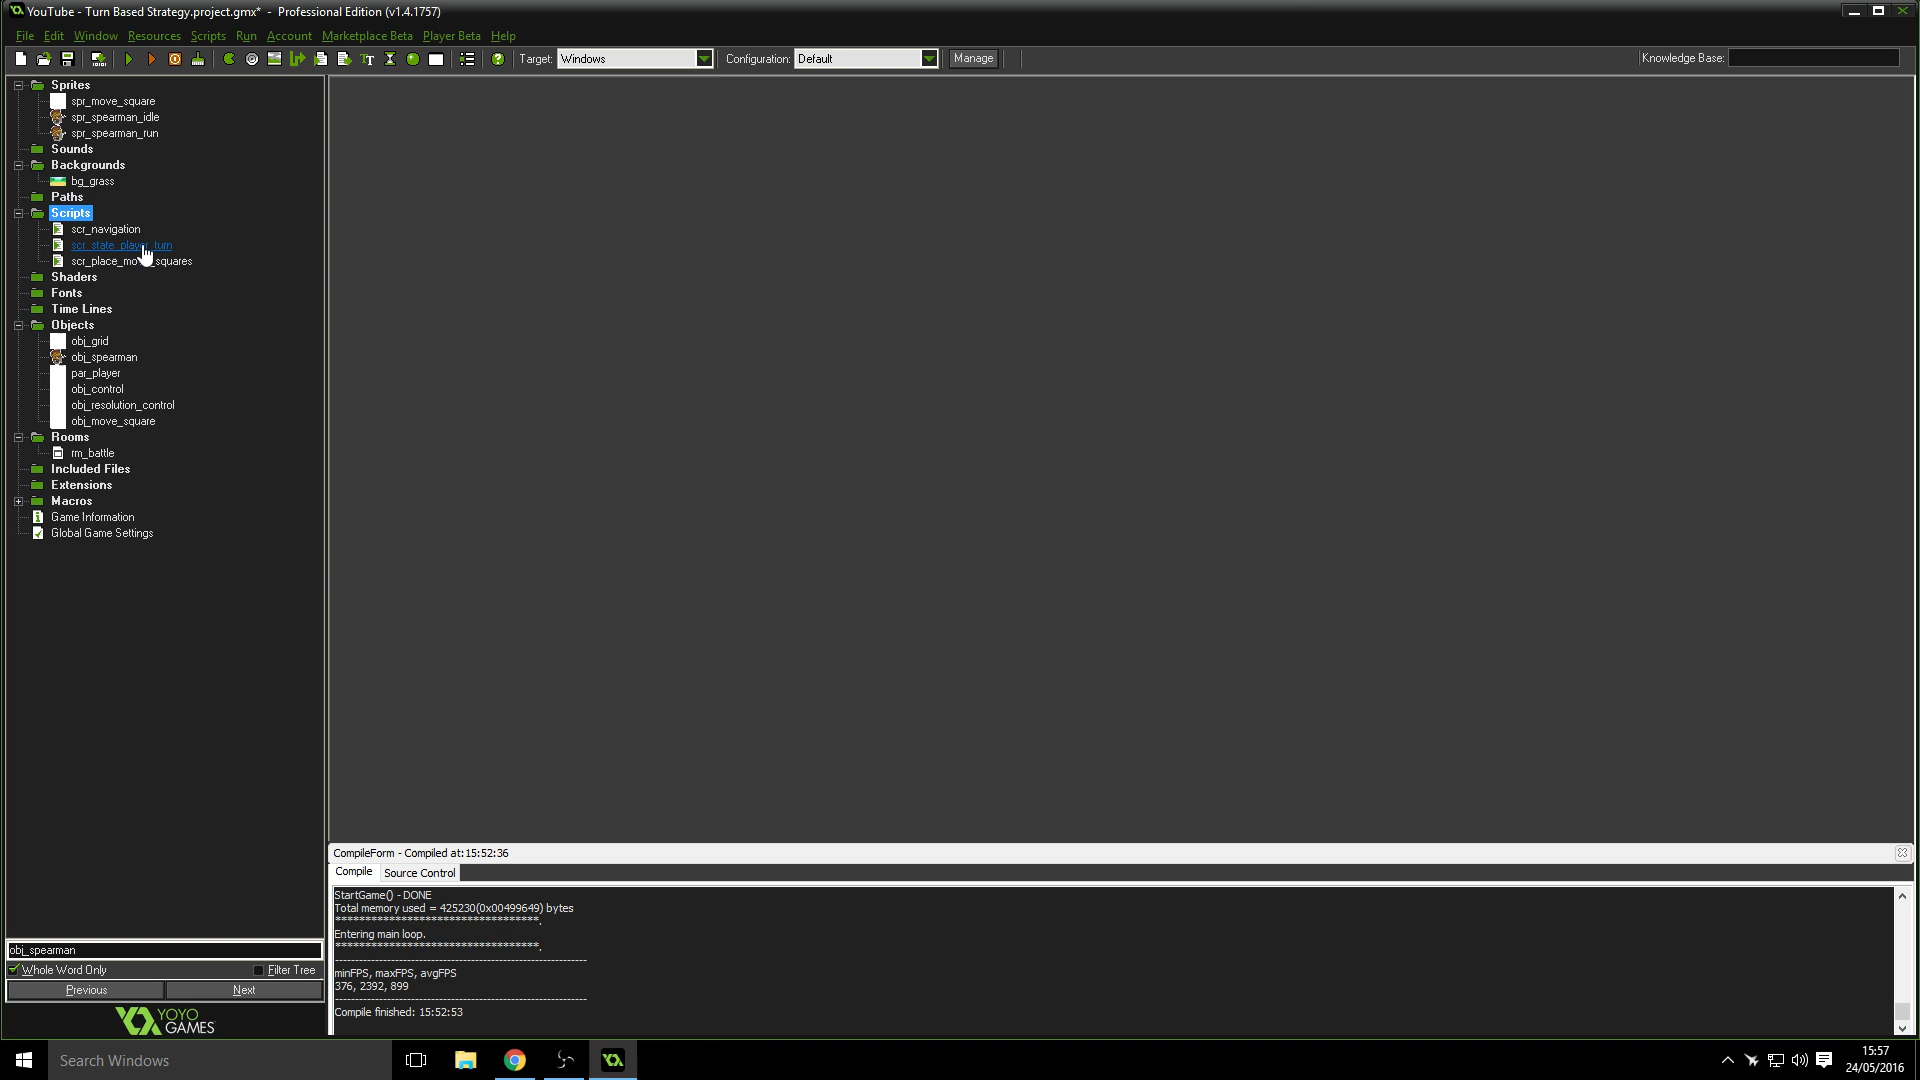 YouTube - Turn Based Strategy.project.gmx* - Professional Edition (v1.4.1757)
File Edit Window Resources Scripts Run Account Marketplace Beta Player Beta Help
Target: Windows Configuration: Default Manage Knowledge Base:
Sprites
spr_move_square
spr_spearman_idle
spr_spearman_run
Sounds
Backgrounds
bg_grass
Paths
Scripts
scr_navigation
scr_state_player_turn
scr_place_mo squares
Shaders
Fonts
Time Lines
Objects
obj_grid
obj_spearman
par_player
obj_control
obj_resolution_control
obj_move_square
Rooms
rm_battle
Included Files
Extensions
Macros
Game Information
Global Game Settings
obj_spearman
Whole Word Only Filter Tree
Previous Next
YOYO
GAMES
CompileForm - Compiled at: 15:52:36
Compile Source Control
StartGame() - DONE
Total memory used = 425230(0x00499649) bytes
**********************************.
Entering main loop.
**********************************.
---------------------------------------------------------------
minFPS, maxFPS, avgFPS
376, 2392, 899
---------------------------------------------------------------
Compile finished: 15:52:53
Search Windows
15:57
24/05/2016